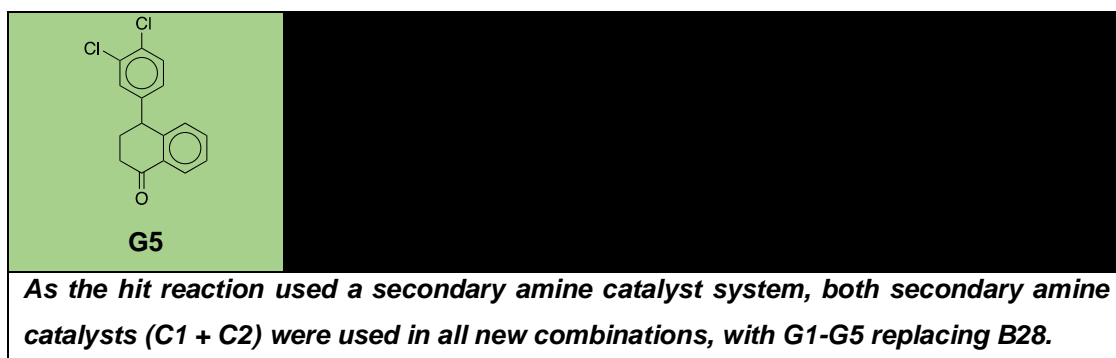 Cl
Cl
O
G5
As the hit reaction used a secondary amine
catalyst system, both secondary amine
catalysts (C1 + C2) were used in all new combinations, with G1-G5 replacing B28.